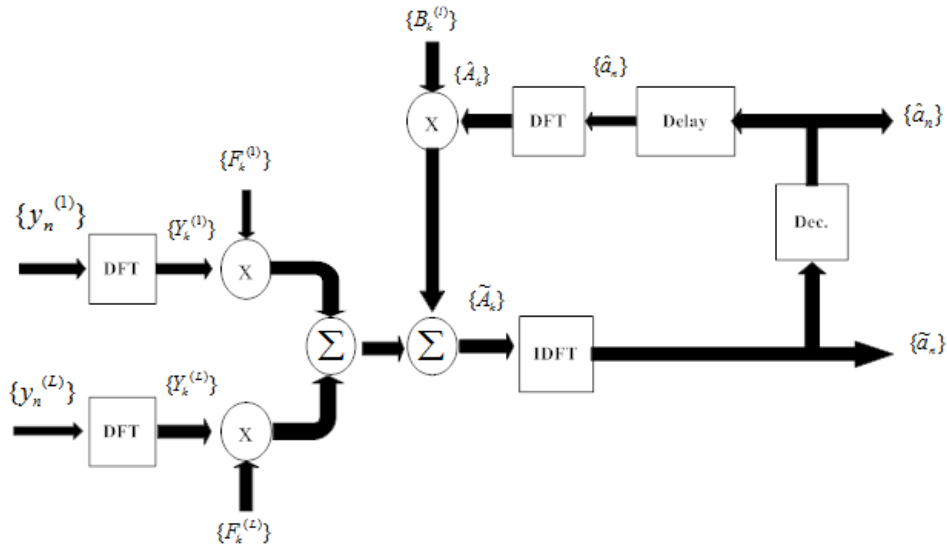 {B_k^(l)}
{Â_k}
{â_n}
X
DFT
Delay
{â_n}
{F_k^(1)}
{y_n^(1)}
{Y_k^(1)}
Dec.
DFT
X
{Ã_k}
Σ
Σ
IDFT
{ã_n}
{y_n^(L)}
{Y_k^(L)}
DFT
X
{F_k^(L)}